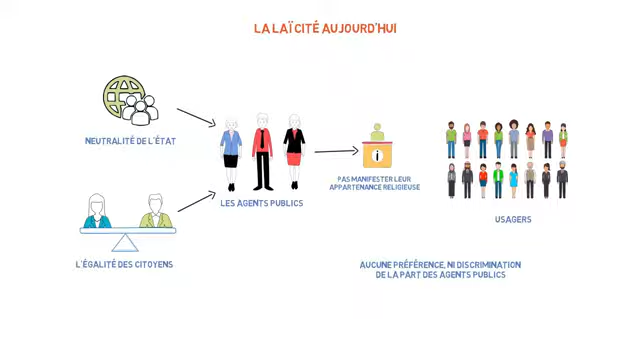 LA LAÏCITÉ AUJOURD'HUI
NEUTRALITÉ DE L'ÉTAT
LES AGENTS PUBLICS
i
PAS MANIFESTER LEUR
APPARTENANCE RELIGIEUSE
USAGERS
L'ÉGALITÉ DES CITOYENS
AUCUNE PRÉFÉRENCE, NI DISCRIMINATION
DE LA PART DES AGENTS PUBLICS